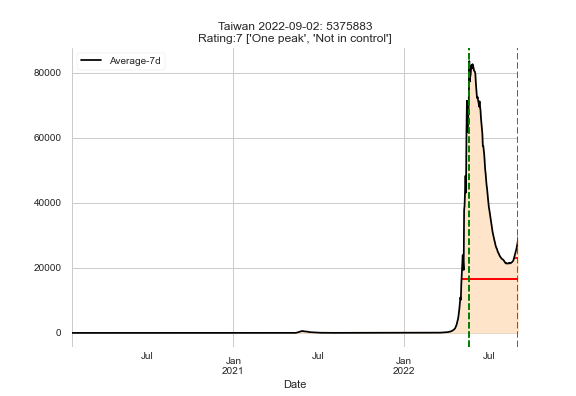 Taiwan 2022-09-02: 5375883
Rating:7 ['One peak', 'Not in control']
Average-7d
80000
60000
40000
20000
0
Jul
Jan
2021
Jul
Jan
2022
Jul
Date